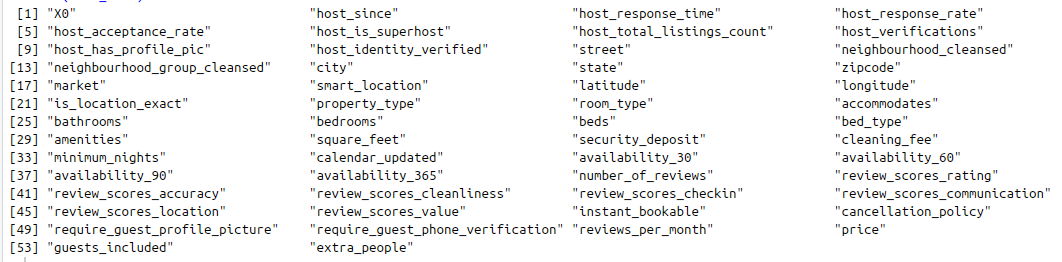 [1] "X0" "host_since" "host_response_time" "host_response_rate"
[5] "host_acceptance_rate" "host_is_superhost" "host_total_listings_count" "host_verifications"
[9] "host_has_profile_pic" "host_identity_verified" "street" "neighbourhood_cleansed"
[13] "neighbourhood_group_cleansed" "city" "state" "zipcode"
[17] "market" "smart_location" "latitude" "longitude"
[21] "is_location_exact" "property_type" "room_type" "accommodates"
[25] "bathrooms" "bedrooms" "beds" "bed_type"
[29] "amenities" "square_feet" "security_deposit" "cleaning_fee"
[33] "minimum_nights" "calendar_updated" "availability_30" "availability_60"
[37] "availability_90" "availability_365" "number_of_reviews" "review_scores_rating"
[41] "review_scores_accuracy" "review_scores_cleanliness" "review_scores_checkin" "review_scores_communication"
[45] "review_scores_location" "review_scores_value" "instant_bookable" "cancellation_policy"
[49] "require_guest_profile_picture" "require_guest_phone_verification" "reviews_per_month" "price"
[53] "guests_included" "extra_people"